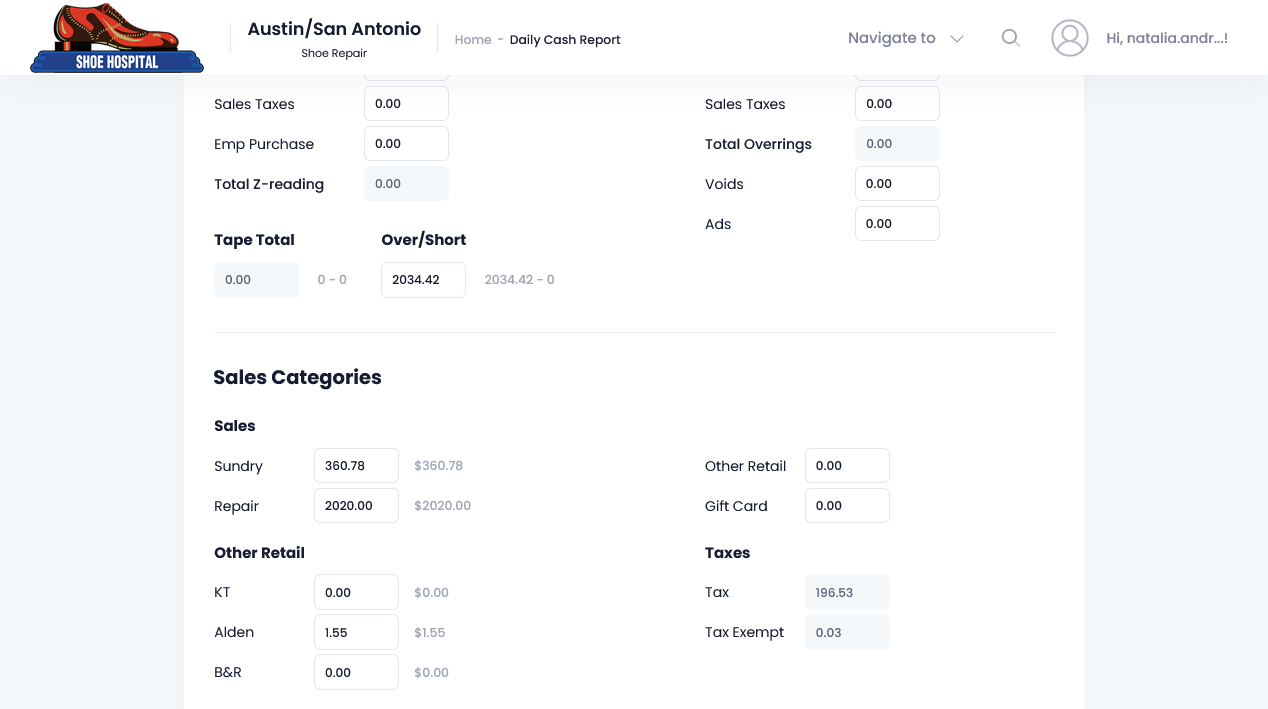 SHOE HOSPITAL
Austin/San Antonio
Shoe Repair
Home - Daily Cash Report
Navigate to
Hi, natalia.andr...!
Sales Taxes 0.00
Emp Purchase 0.00
Total Z-reading 0.00
Sales Taxes 0.00
Total Overrings 0.00
Voids 0.00
Ads 0.00
Tape Total Over/Short
0.00 0 - 0 2034.42 2034.42 - 0
Sales Categories
Sales
Sundry 360.78 $360.78
Repair 2020.00 $2020.00
Other Retail 0.00
Gift Card 0.00
Other Retail
KT 0.00 $0.00
Alden 1.55 $1.55
B&R 0.00 $0.00
Taxes
Tax 196.53
Tax Exempt 0.03